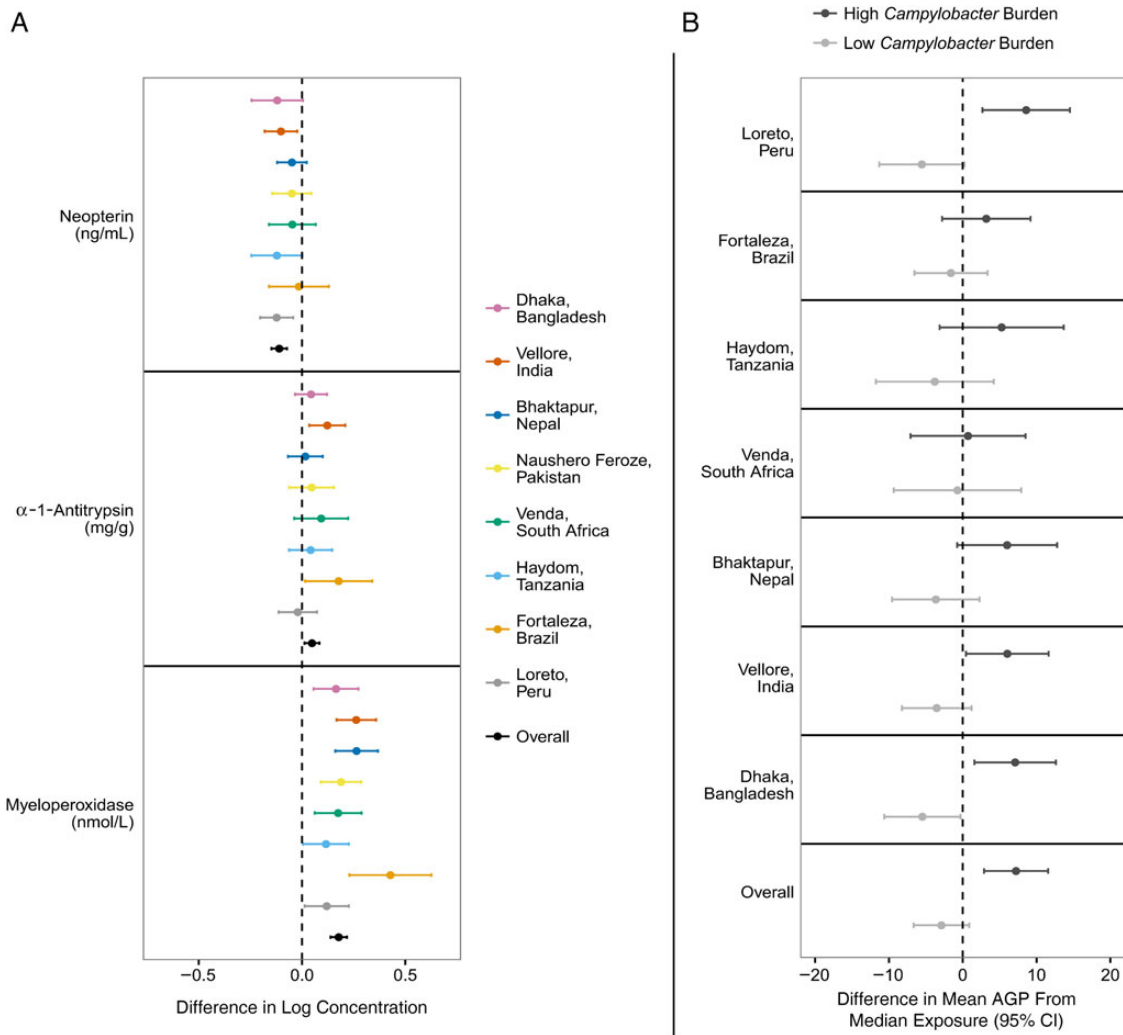 A
Neopterin
(ng/mL)
α-1-Antitrypsin
(mg/g)
Myeloperoxidase
(nmol/L)
−0.5
0.0
0.5
Difference in Log Concentration
Dhaka,
Bangladesh
Vellore,
India
Bhaktapur,
Nepal
Naushero Feroze,
Pakistan
Venda,
South Africa
Haydom,
Tanzania
Fortaleza,
Brazil
Loreto,
Peru
Overall
B
High Campylobacter Burden
Low Campylobacter Burden
Loreto,
Peru
Fortaleza,
Brazil
Haydom,
Tanzania
Venda,
South Africa
Bhaktapur,
Nepal
Vellore,
India
Dhaka,
Bangladesh
Overall
−20
−10
0
10
20
Difference in Mean AGP From
Median Exposure (95% CI)